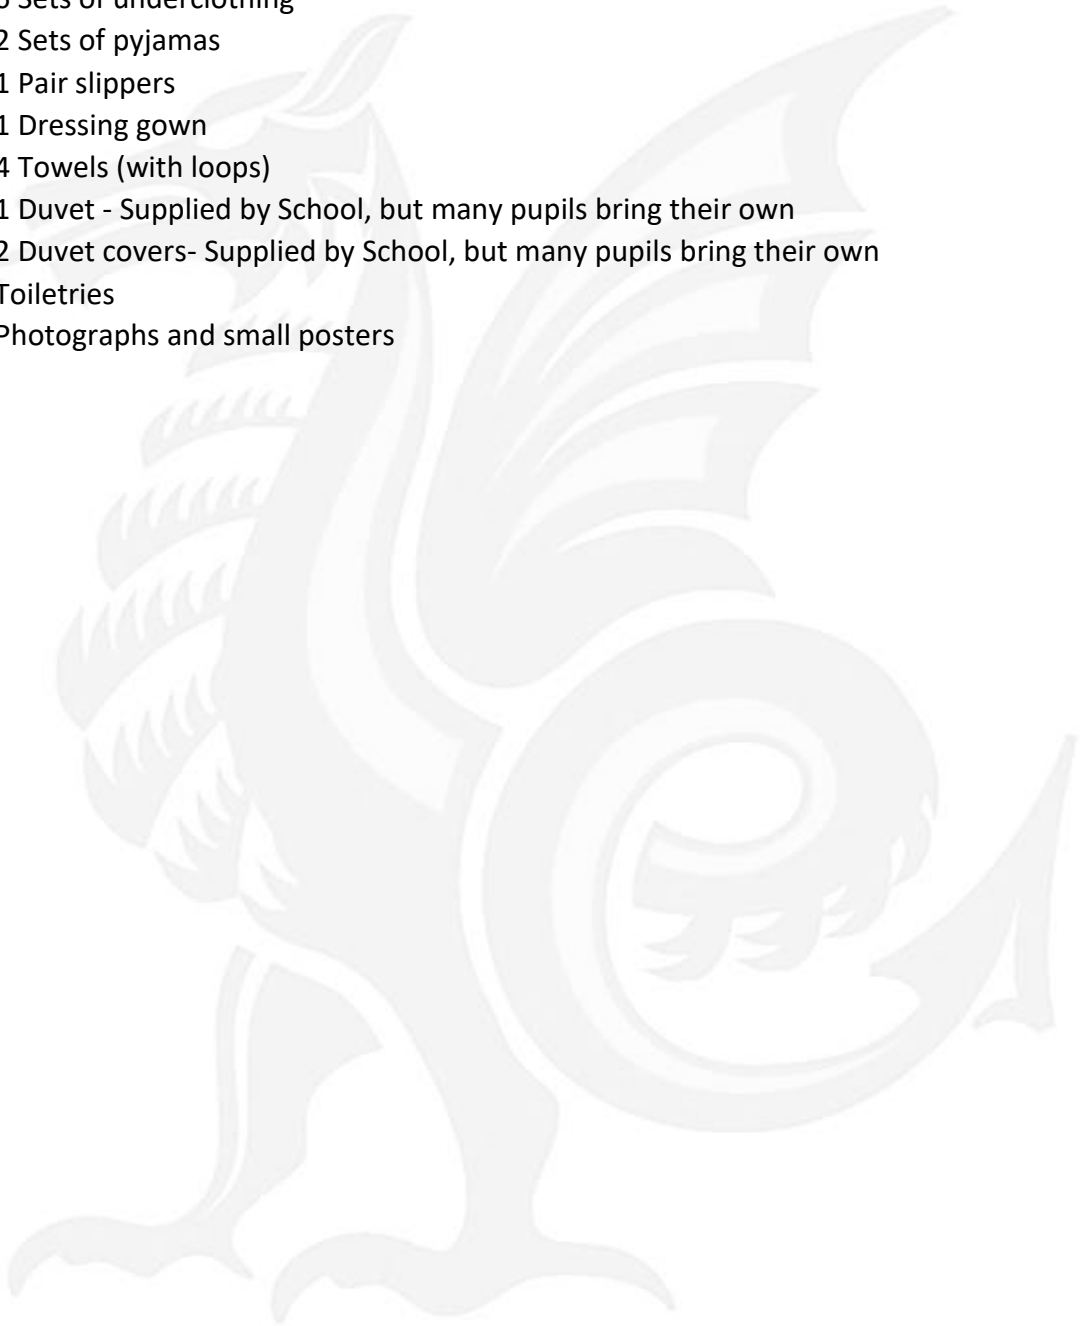 Sets of underclothing
2 Sets of pyjamas
1 Pair slippers
1 Dressing gown
4 Towels (with loops)
1 Duvet - Supplied by School, but many pupils bring their own
2 Duvet covers- Supplied by School, but many pupils bring their own
Toiletries
Photographs and small posters